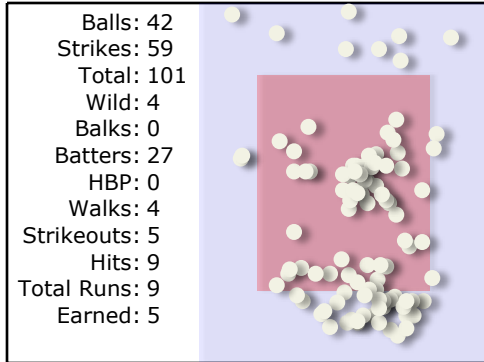 Balls: 42
Strikes: 59
Total: 101
Wild: 4
Balks: 0
Batters: 27
HBP: 0
Walks: 4
Strikeouts: 5
Hits: 9
Total Runs: 9
Earned: 5